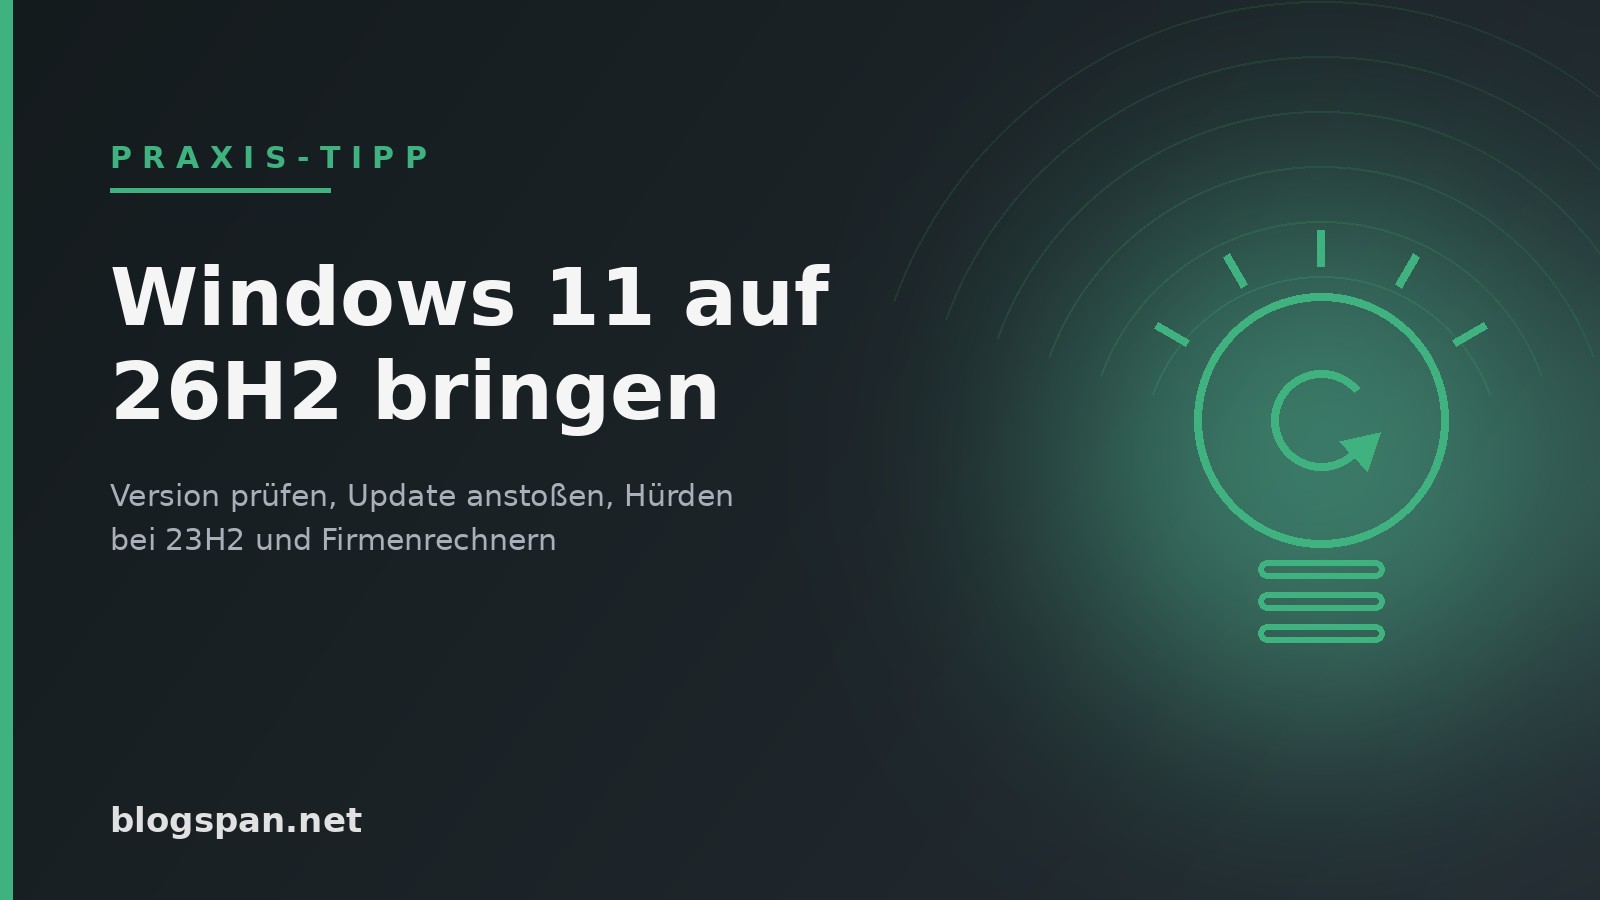 PRAXIS-TIPP
Windows 11 auf
26H2 bringen
Version prüfen, Update anstoßen, Hürden
bei 23H2 und Firmenrechnern
blogspan.net